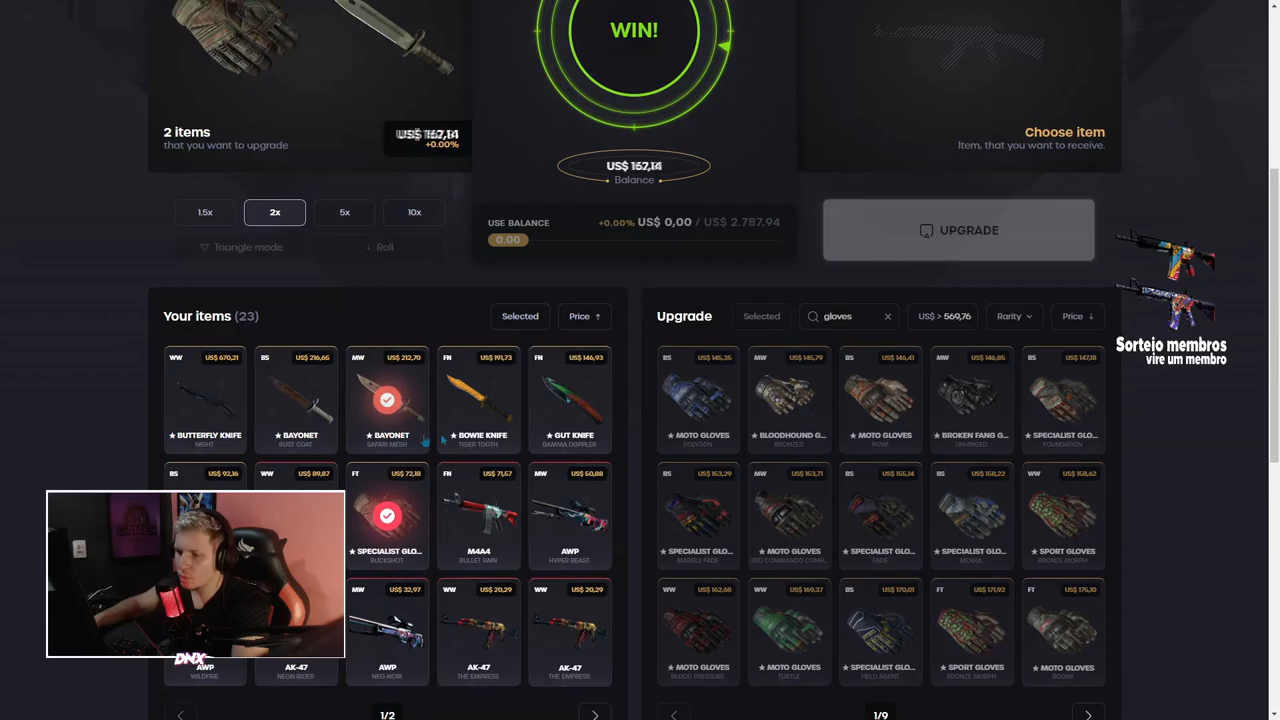 WIN!
2 items
that you want to upgrade
+0.00%
US$ 162,14
Balance
Choose item
Item, that you want to receive.
1.5x
2x
5x
10x
Triangle mode
Roll
USE BALANCE
+0.00% US$ 0,00 / US$ 2.787,94
0.00
UPGRADE
Your items (23)
Selected
Price ↑
Upgrade
Selected
gloves
US$ > 569,76
Rarity
Price ↓
WW US$ 670,21
BS US$ 216,65
MW US$ 212,70
FN US$ 191,73
FN US$ 146,93
★ BUTTERFLY KNIFE
★ BAYONET
★ BAYONET
★ BOWIE KNIFE
★ GUT KNIFE
NIGHT
RUST COAT
SAFARI MESH
TIGER TOOTH
GAMMA DOPPLER
BS US$ 145,35
MW US$ 145,79
BS US$ 146,41
MW US$ 146,85
BS US$ 147,18
★ MOTO GLOVES
★ BLOODHOUND G...
★ MOTO GLOVES
★ BROKEN FANG G...
★ SPECIALIST GLO...
POLYGON
BRONZED
POW!
UNHINGED
FOUNDATION
BS US$ 92,16
WW US$ 89,87
FT US$ 72,18
FN US$ 71,57
MW US$ 50,88
★ SPECIALIST GLO...
M4A4
AWP
BUCKSHOT
BULLET RAIN
HYPER BEAST
BS US$ 153,29
MW US$ 153,71
BS US$ 155,14
BS US$ 158,22
WW US$ 158,62
★ SPECIALIST GLO...
★ MOTO GLOVES
★ SPECIALIST GLO...
★ SPECIALIST GLO...
★ SPORT GLOVES
MARBLE FADE
3RD COMMANDO COMP...
FADE
MOGUL
BRONZE MORPH
MW US$ 32,97
WW US$ 20,29
WW US$ 20,29
AWP
AK-47
AWP
AK-47
AK-47
WILDFIRE
NEON RIDER
NEO-NOIR
THE EMPRESS
THE EMPRESS
WW US$ 162,68
WW US$ 169,37
BS US$ 170,01
FT US$ 171,92
FT US$ 175,10
★ MOTO GLOVES
★ MOTO GLOVES
★ SPECIALIST GLO...
★ SPORT GLOVES
★ MOTO GLOVES
BLOOD PRESSURE
TURTLE
FIELD AGENT
BRONZE MORPH
BOOM!
1/2
1/9
Sorteio membros
vire um membro
DNX